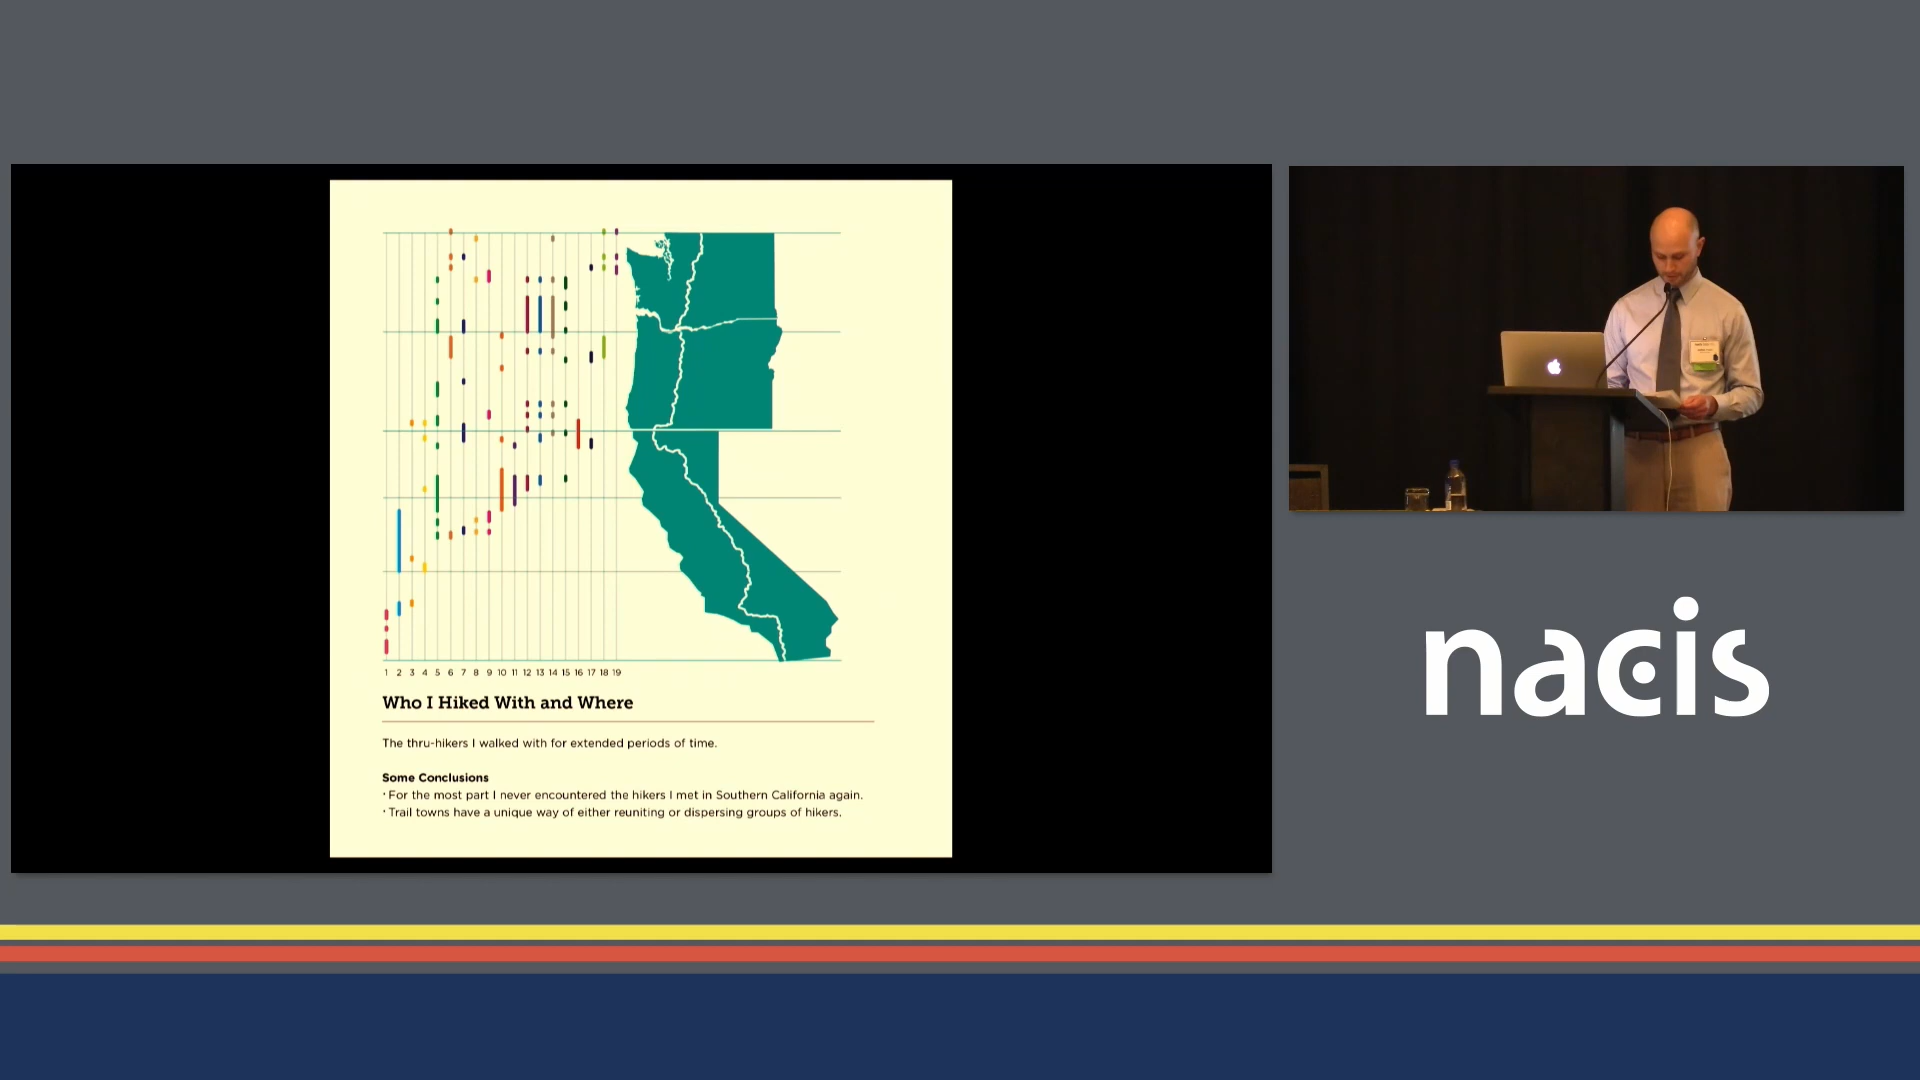 1 2 3 4 5 6 7 8 9 10 11 12 13 14 15 16 17 18 19
Who I Hiked With and Where
The thru-hikers I walked with for extended periods of time.
Some Conclusions
· For the most part I never encountered the hikers I met in Southern California again.
· Trail towns have a unique way of either reuniting or dispersing groups of hikers.
nacis